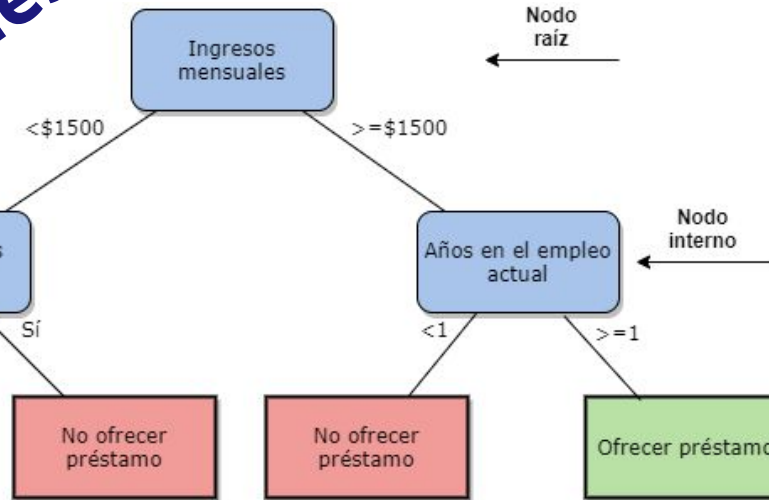 Nodo
raíz
Ingresos
mensuales
<$1500
>=$1500
Nodo
interno
Años en el empleo
actual
Sí
<1
>=1
No ofrecer
préstamo
No ofrecer
préstamo
Ofrecer préstamo